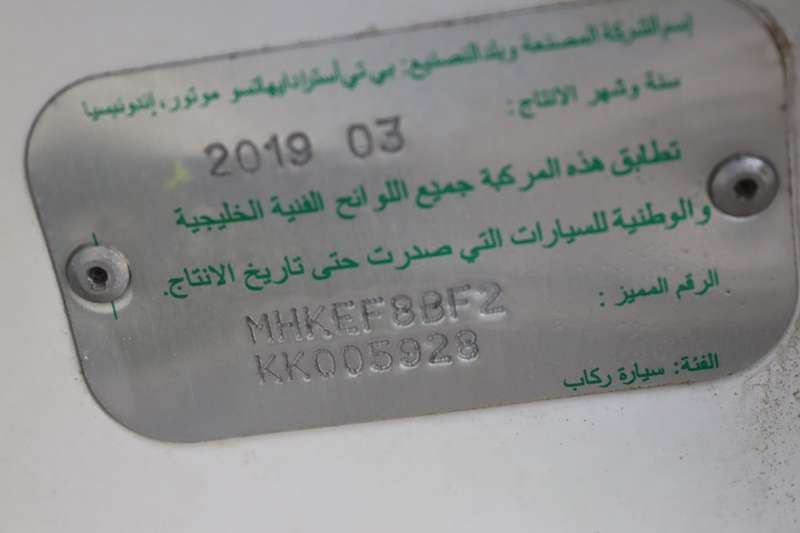 إسم الشركة المصنعة وبلد التصنيع: بي تي أسترا دايهاتسو موتور، إندونيسيا
سنة وشهر الانتاج:
2019 03
تطابق هذه المركبة جميع اللوائح الفنية الخليجية
والوطنية للسيارات التي صدرت حتى تاريخ الانتاج.
الرقم المميز :
MHKEF8BF2
KK005928
الفئة: سيارة ركاب